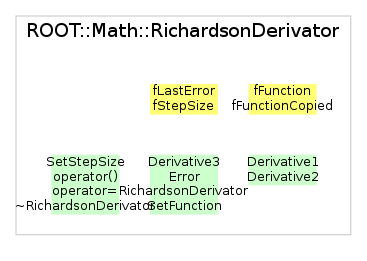 ROOT::Math::RichardsonDerivator
fLastError
fStepSize
fFunction
fFunctionCopied
SetStepSize
operator()
operator=
~RichardsonDerivator
Derivative3
Error
RichardsonDerivator
SetFunction
Derivative1
Derivative2